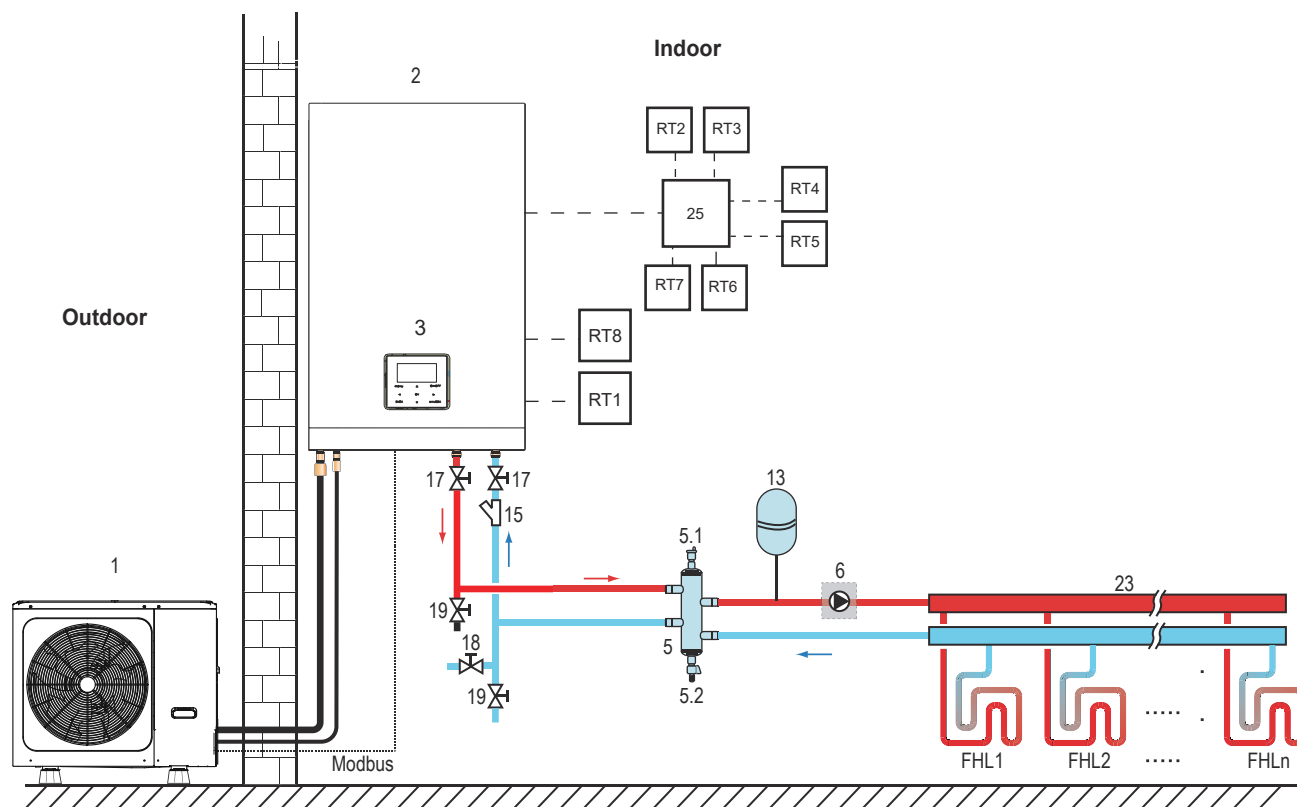 Indoor
2
RT2
RT3
RT4
25
RT5
RT7
RT6
Outdoor
3
RT8
RT1
17
17
15
13
5.1
1
6
23
19
18
5
19
5.2
Modbus
FHL1
FHL2
.....
.....
.
.
FHLn